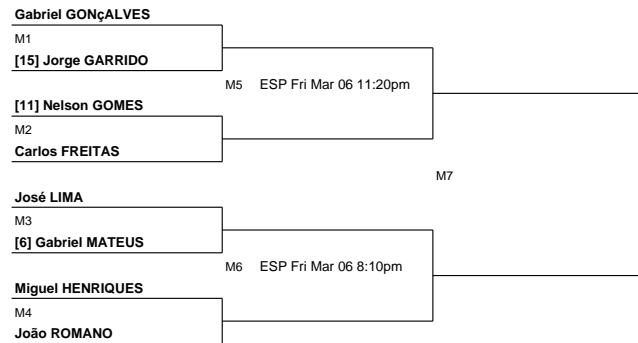 Gabriel GONçALVES
M1
[15] Jorge GARRIDO
M5 ESP Fri Mar 06 11:20pm
[11] Nelson GOMES
M2
Carlos FREITAS
M7
José LIMA
M3
[6] Gabriel MATEUS
M6 ESP Fri Mar 06 8:10pm
Miguel HENRIQUES
M4
João ROMANO